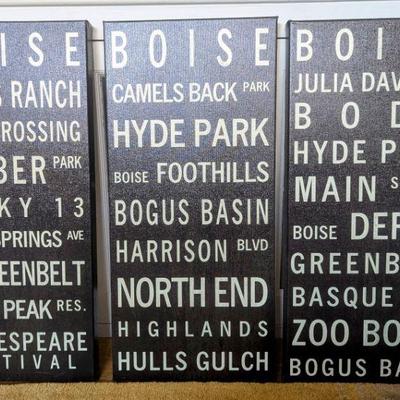 OISE
S RANCH
ROSSING
BER PARK
KY 13
SPRINGS AVE
EENBELT
PEAK RES.
ESPEARE
TIVAL
BOISE
CAMELS BACK PARK
HYDE PARK
BOISE FOOTHILLS
BOGUS BASIN
HARRISON BLVD
NORTH END
HIGHLANDS
HULLS GULCH
BOI
JULIA DAV
BOD
HYDE P
MAIN S
BOISE DEP
GREENB
BASQUE
ZOO BO
BOGUS BA